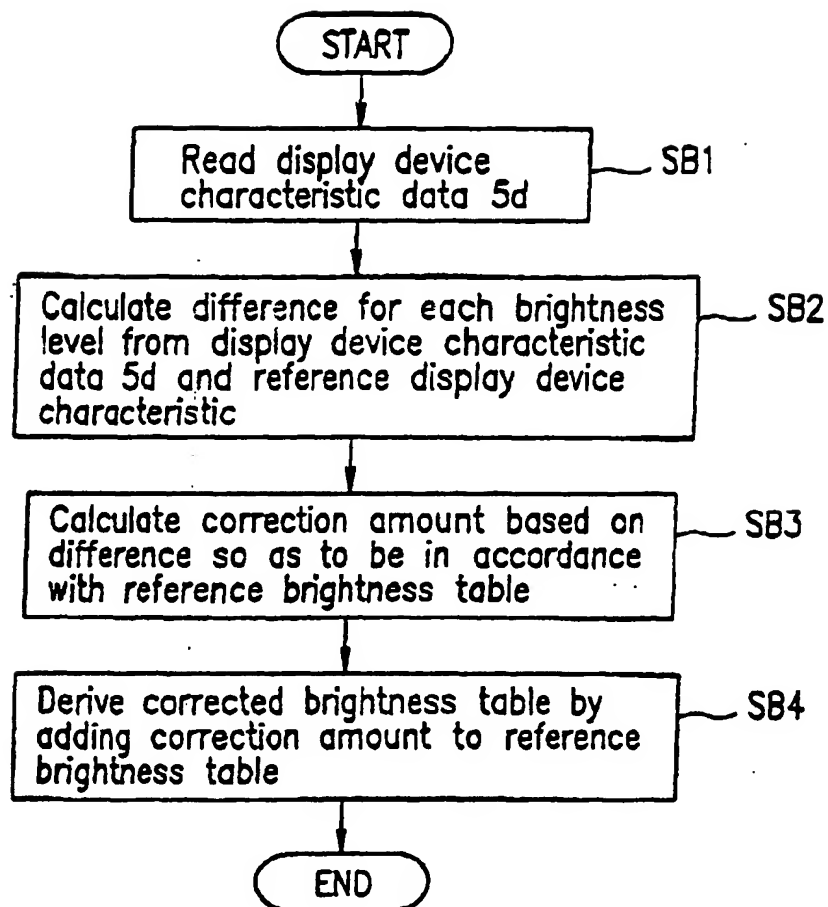 START
Read display device
characteristic data 5d
SB1
Calculate difference for each brightness
level from display device characteristic
data 5d and reference display device
characteristic
SB2
Calculate correction amount based on
difference so as to be in accordance
with reference brightness table
SB3
Derive corrected brightness table by
adding correction amount to reference
brightness table
SB4
END